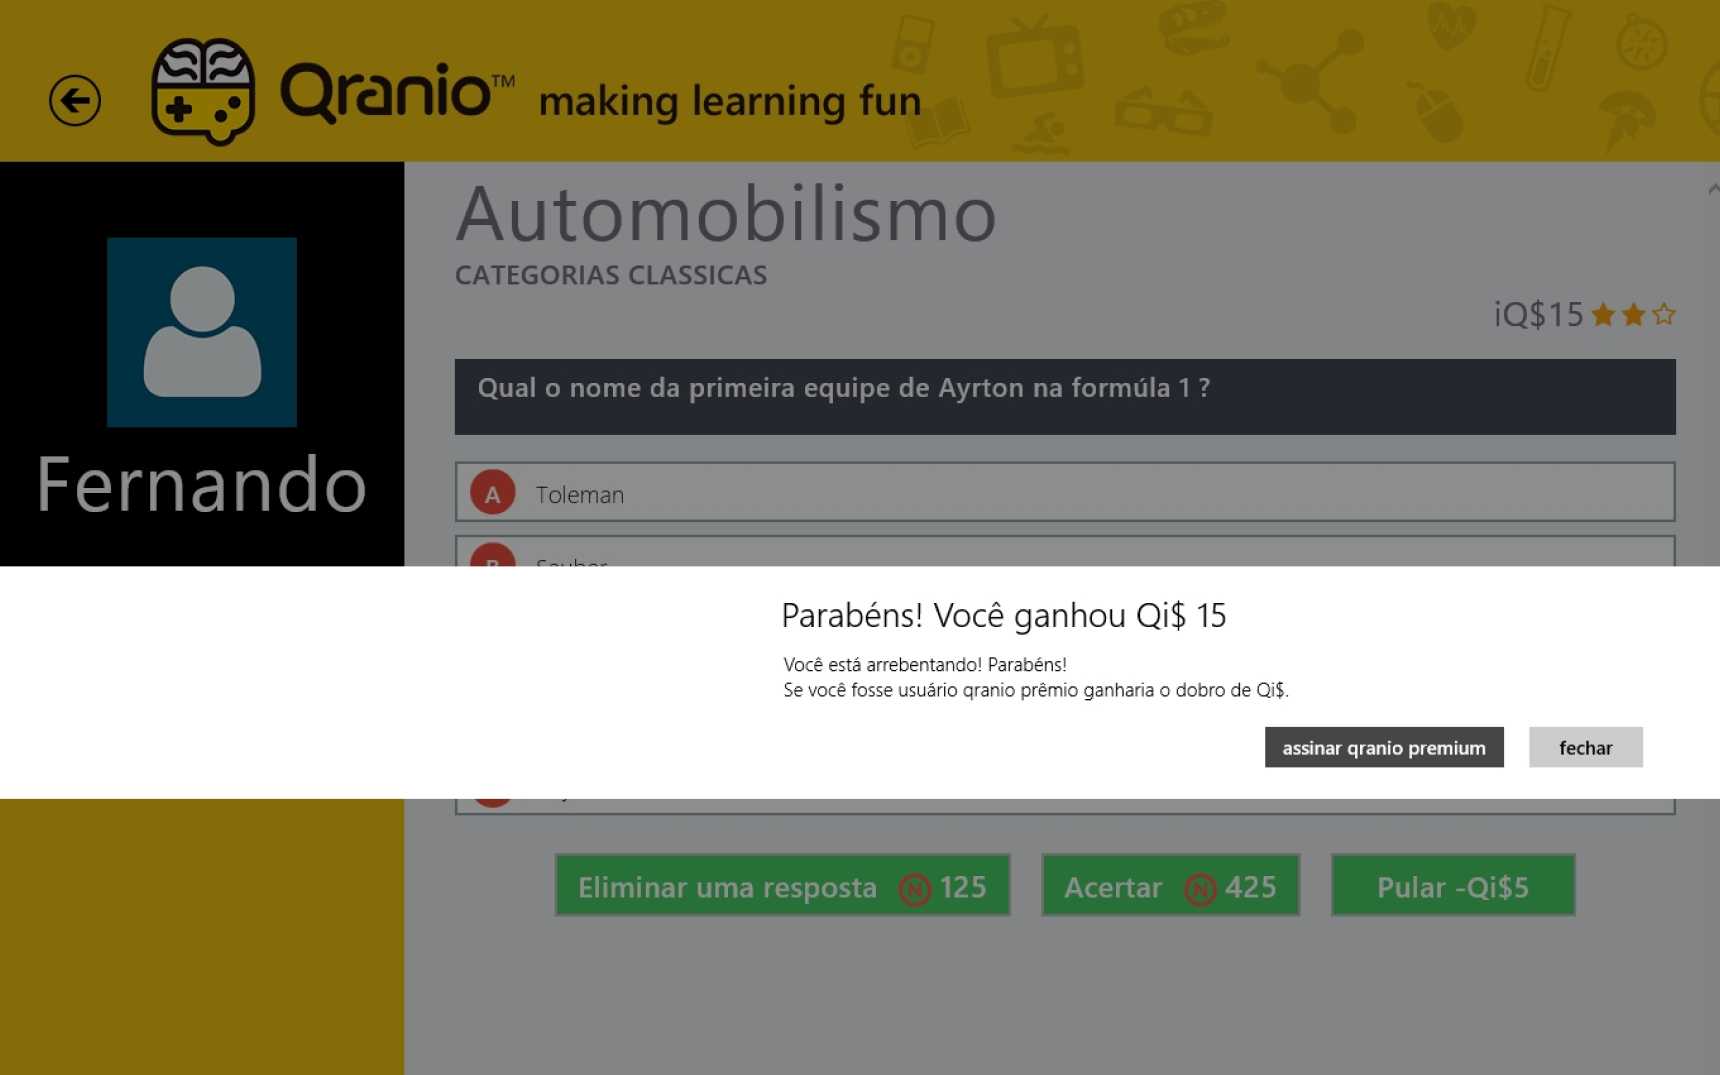 Qranio™ making learning fun
Automobilismo
CATEGORIAS CLASSICAS
iQ$15
Qual o nome da primeira equipe de Ayrton na formúla 1 ?
A Toleman
Fernando
Parabéns! Você ganhou Qi$ 15
Você está arrebentando! Parabéns!
Se você fosse usuário qranio prêmio ganharia o dobro de Qi$.
assinar qranio premium
fechar
Eliminar uma resposta N 125
Acertar N 425
Pular -Qi$5